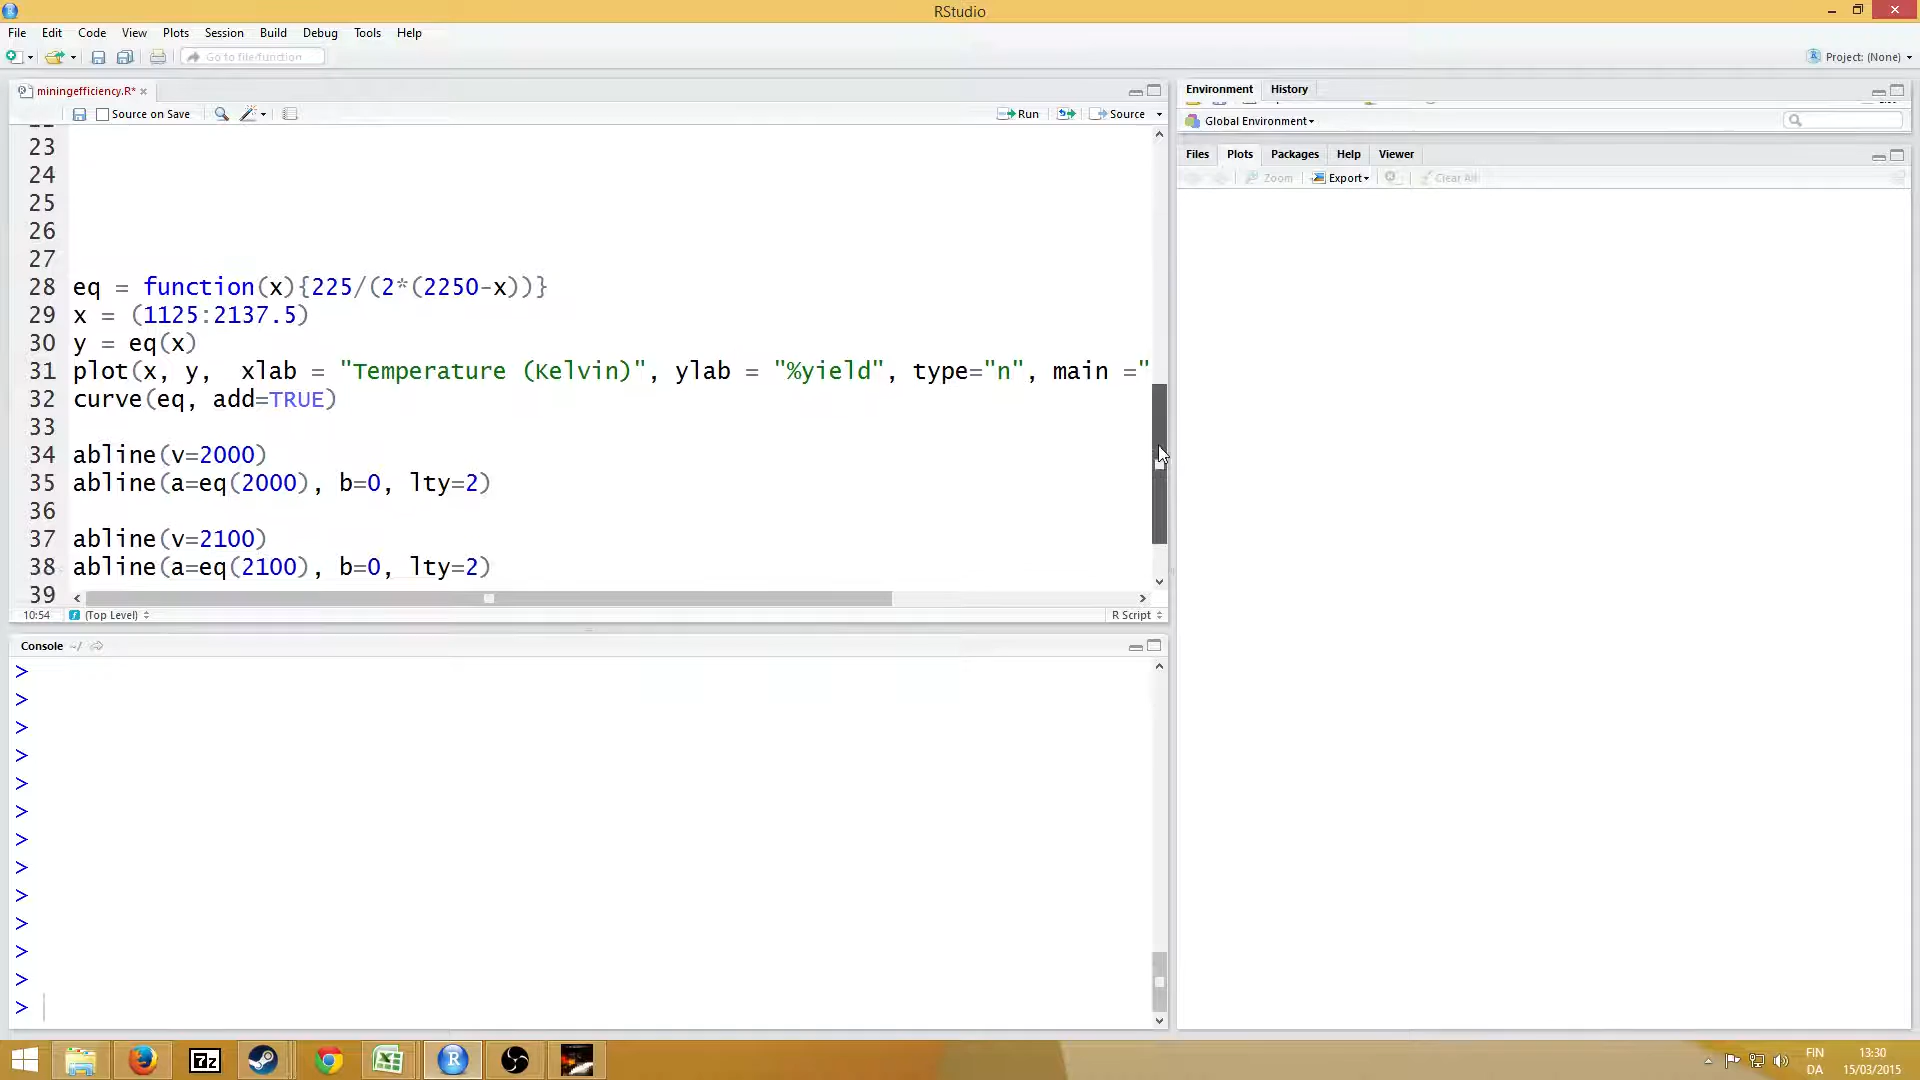 RStudio
File Edit Code View Plots Session Build Debug Tools Help
Go to file/function
Project: (None)
miningefficiency.R*
Source on Save
Run
Source
23
24
25
26
27
28 eq = function(x){225/(2*(2250-x))}
29 x = (1125:2137.5)
30 y = eq(x)
31 plot(x, y,  xlab = "Temperature (Kelvin)", ylab = "%yield", type="n", main ="
32 curve(eq, add=TRUE)
33
34 abline(v=2000)
35 abline(a=eq(2000), b=0, lty=2)
36
37 abline(v=2100)
38 abline(a=eq(2100), b=0, lty=2)
39
10:54 (Top Level) R Script
Console ~/
>
>
>
>
>
>
>
>
>
>
>
>
>
Environment History
Global Environment
Files Plots Packages Help Viewer
Zoom Export Clear All
7z
R
FIN
DA
13:30
15/03/2015